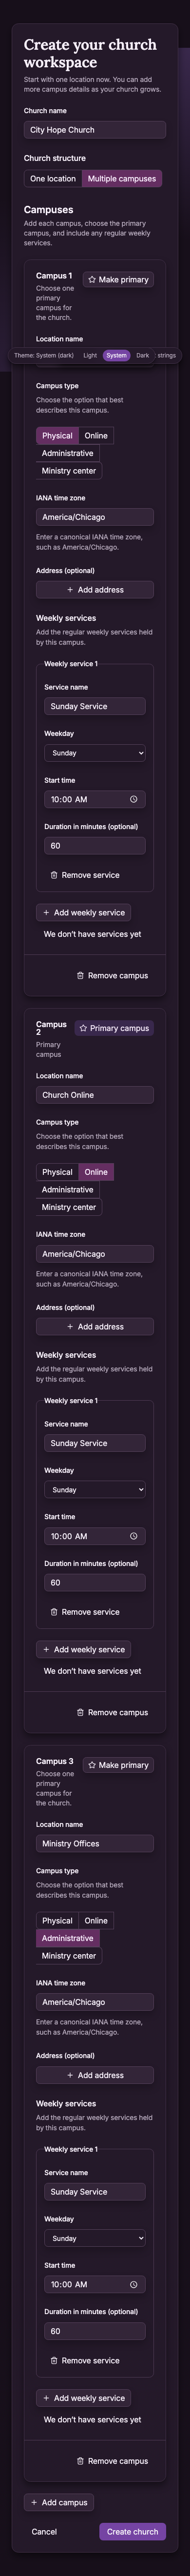 Create your church
workspace
Start with one location now. You can add
more campus details as your church grows.
Church name
City Hope Church
Church structure
One location Multiple campuses
Campuses
Add each campus, choose the primary
campus, and include any regular weekly
services.
Campus 1
Make primary
Choose one
primary
campus for
the church.
Location name
Theme: System (dark) Light System Dark strings
Campus type
Choose the option that best
describes this campus.
Physical Online
Administrative
Ministry center
IANA time zone
America/Chicago
Enter a canonical IANA time zone,
such as America/Chicago.
Address (optional)
Add address
Weekly services
Add the regular weekly services held
by this campus.
Weekly service 1
Service name
Sunday Service
Weekday
Sunday
Start time
10:00 AM
Duration in minutes (optional)
60
Remove service
Add weekly service
We don't have services yet
Remove campus
Campus
2
Primary campus
Primary
campus
Location name
Church Online
Campus type
Choose the option that best
describes this campus.
Physical Online
Administrative
Ministry center
IANA time zone
America/Chicago
Enter a canonical IANA time zone,
such as America/Chicago.
Address (optional)
Add address
Weekly services
Add the regular weekly services held
by this campus.
Weekly service 1
Service name
Sunday Service
Weekday
Sunday
Start time
10:00 AM
Duration in minutes (optional)
60
Remove service
Add weekly service
We don't have services yet
Remove campus
Campus 3
Make primary
Choose one
primary
campus for
the church.
Location name
Ministry Offices
Campus type
Choose the option that best
describes this campus.
Physical Online
Administrative
Ministry center
IANA time zone
America/Chicago
Enter a canonical IANA time zone,
such as America/Chicago.
Address (optional)
Add address
Weekly services
Add the regular weekly services held
by this campus.
Weekly service 1
Service name
Sunday Service
Weekday
Sunday
Start time
10:00 AM
Duration in minutes (optional)
60
Remove service
Add weekly service
We don't have services yet
Remove campus
Add campus
Cancel Create church